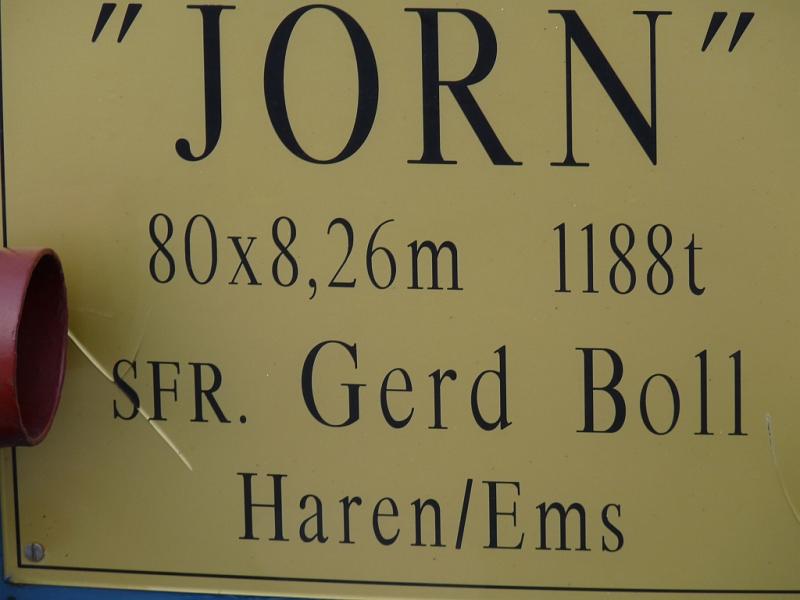 "JORN"
80x8,26m 1188t
SFR. Gerd Boll
Haren/Ems